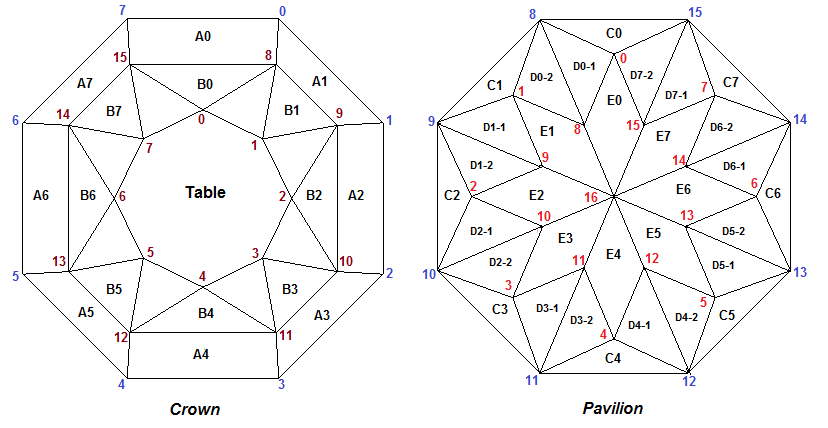 7 0
A0
15 8
A7 A1
B0
14 B7 B1 9
0
6 7 1 1
A6 B6 6 Table 2 B2 A2
5 3
5 13 4 10 2
B5 B3
A5 B4 A3
12 11
A4
4 3
Crown
8 15
C0
D0-1 0 D7-2
D0-2 D7-1
C1 1 7 C7
E0
9 D1-1 E1 8 15 E7 D6-2 14
D1-2 9 14 D6-1
C2 2 E2 16 E6 6 C6
D2-1 10 13 D5-2
E3 E5
10 D2-2 11 E4 12 D5-1 13
3 5
C3 D3-1 C5
D3-2 D4-1 D4-2
4
C4
11 12
Pavilion